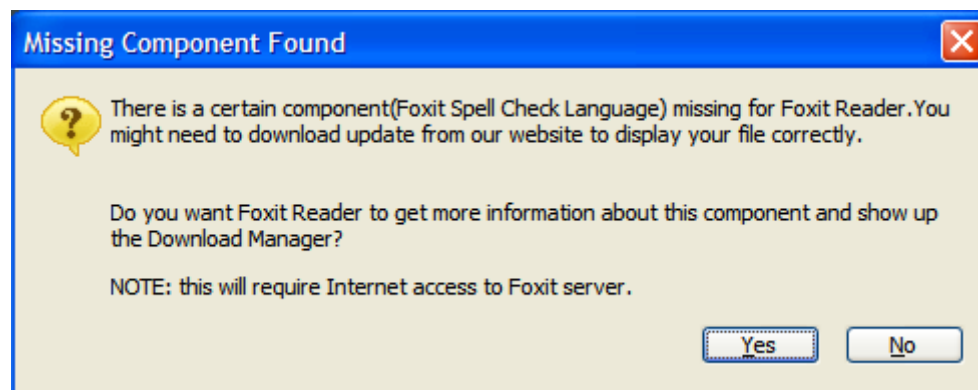 Missing Component Found
There is a certain component(Foxit Spell Check Language) missing for Foxit Reader.You
might need to download update from our website to display your file correctly.
Do you want Foxit Reader to get more information about this component and show up
the Download Manager?
NOTE: this will require Internet access to Foxit server.
Yes No